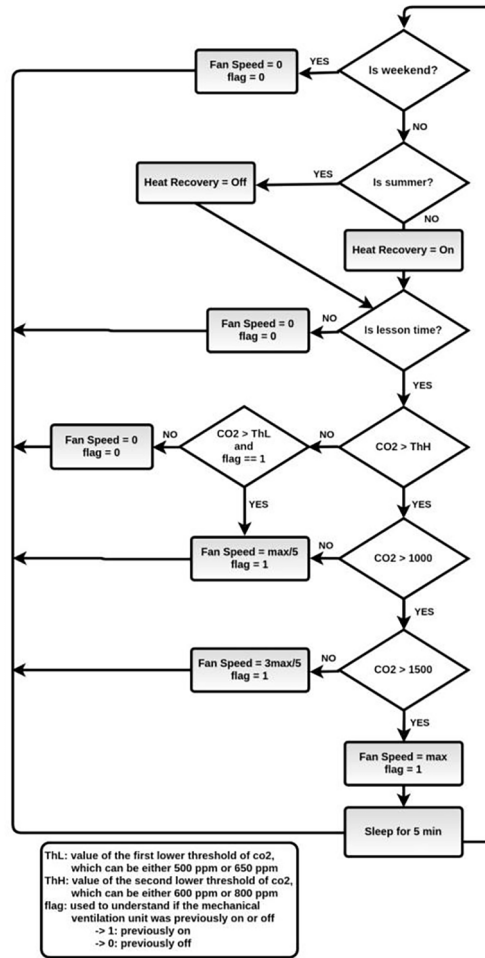 Is weekend?
YES
Fan Speed = 0
flag = 0
NO
Is summer?
YES
Heat Recovery = Off
NO
Heat Recovery = On
Is lesson time?
NO
Fan Speed = 0
flag = 0
YES
CO2 > ThH
NO
CO2 > ThL
and
flag == 1
NO
Fan Speed = 0
flag = 0
YES
YES
CO2 > 1000
NO
Fan Speed = max/5
flag = 1
YES
CO2 > 1500
NO
Fan Speed = 3max/5
flag = 1
YES
Fan Speed = max
flag = 1
Sleep for 5 min
ThL: value of the first lower threshold of co2,
which can be either 500 ppm or 650 ppm
ThH: value of the second lower threshold of co2,
which can be either 600 ppm or 800 ppm
flag: used to understand if the mechanical
ventilation unit was previously on or off
-> 1: previously on
-> 0: previously off